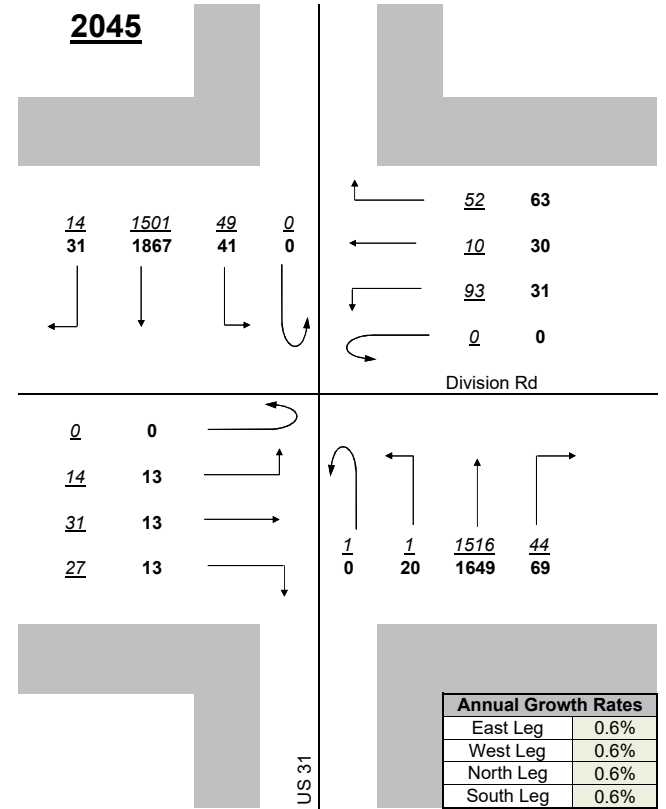 2045
14 1501 49 0
31 1867 41 0
52 63
10 30
93 31
0 0
Division Rd
0 0
14 13
31 13
27 13
1 1 1516 44
0 20 1649 69
US 31
Annual Growth Rates
East Leg 0.6%
West Leg 0.6%
North Leg 0.6%
South Leg 0.6%